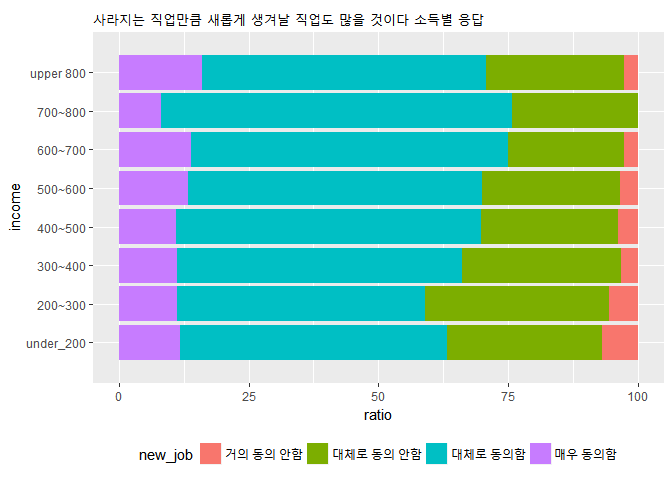 사라지는 직업만큼 새롭게 생겨날 직업도 많을 것이다 소득별 응답
upper 800
700~800
600~700
500~600
400~500
300~400
200~300
under_200
income
0 25 50 75 100
ratio
new_job 거의 동의 안함 대체로 동의 안함 대체로 동의함 매우 동의함